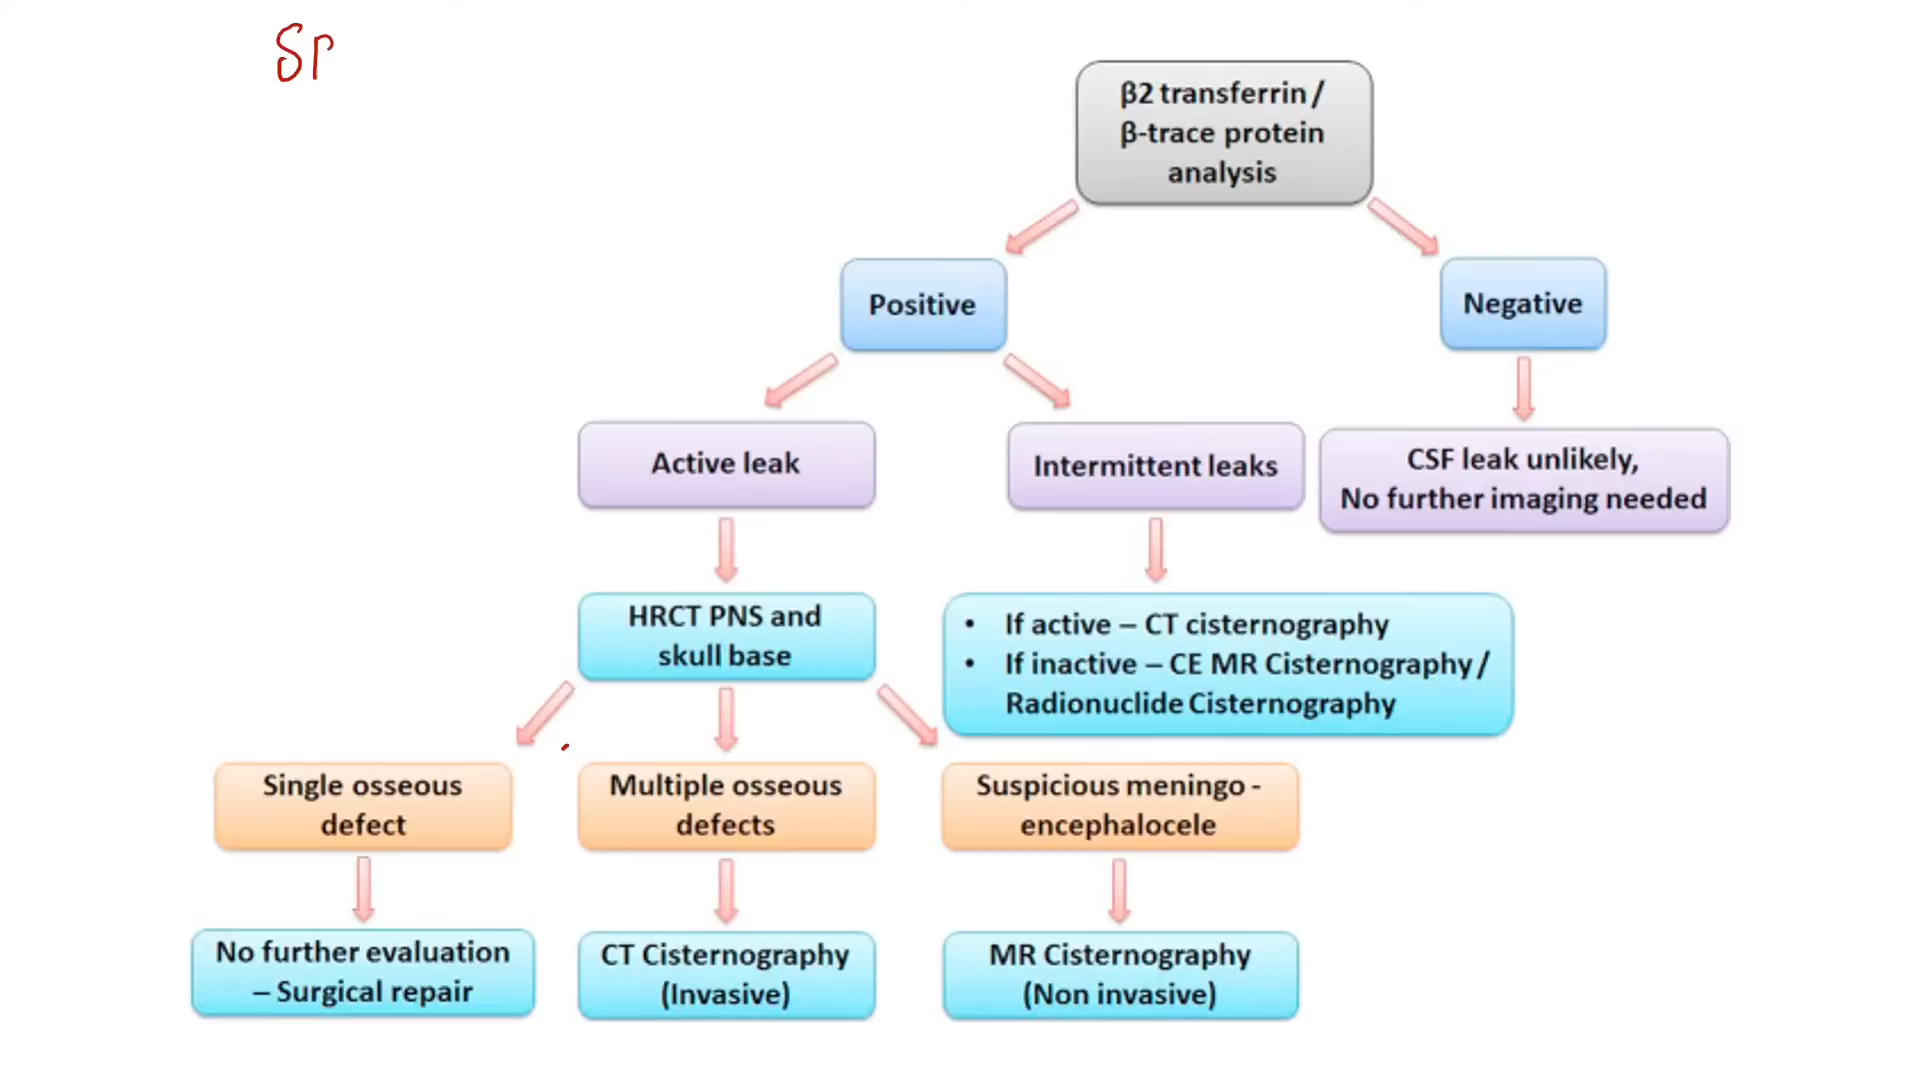 SP
β2 transferrin /
β-trace protein
analysis
Positive
Negative
Active leak
Intermittent leaks
CSF leak unlikely,
No further imaging needed
HRCT PNS and
skull base
• If active – CT cisternography
• If inactive – CE MR Cisternography /
Radionuclide Cisternography
Single osseous
defect
Multiple osseous
defects
Suspicious meningo -
encephalocele
No further evaluation
– Surgical repair
CT Cisternography
(Invasive)
MR Cisternography
(Non invasive)